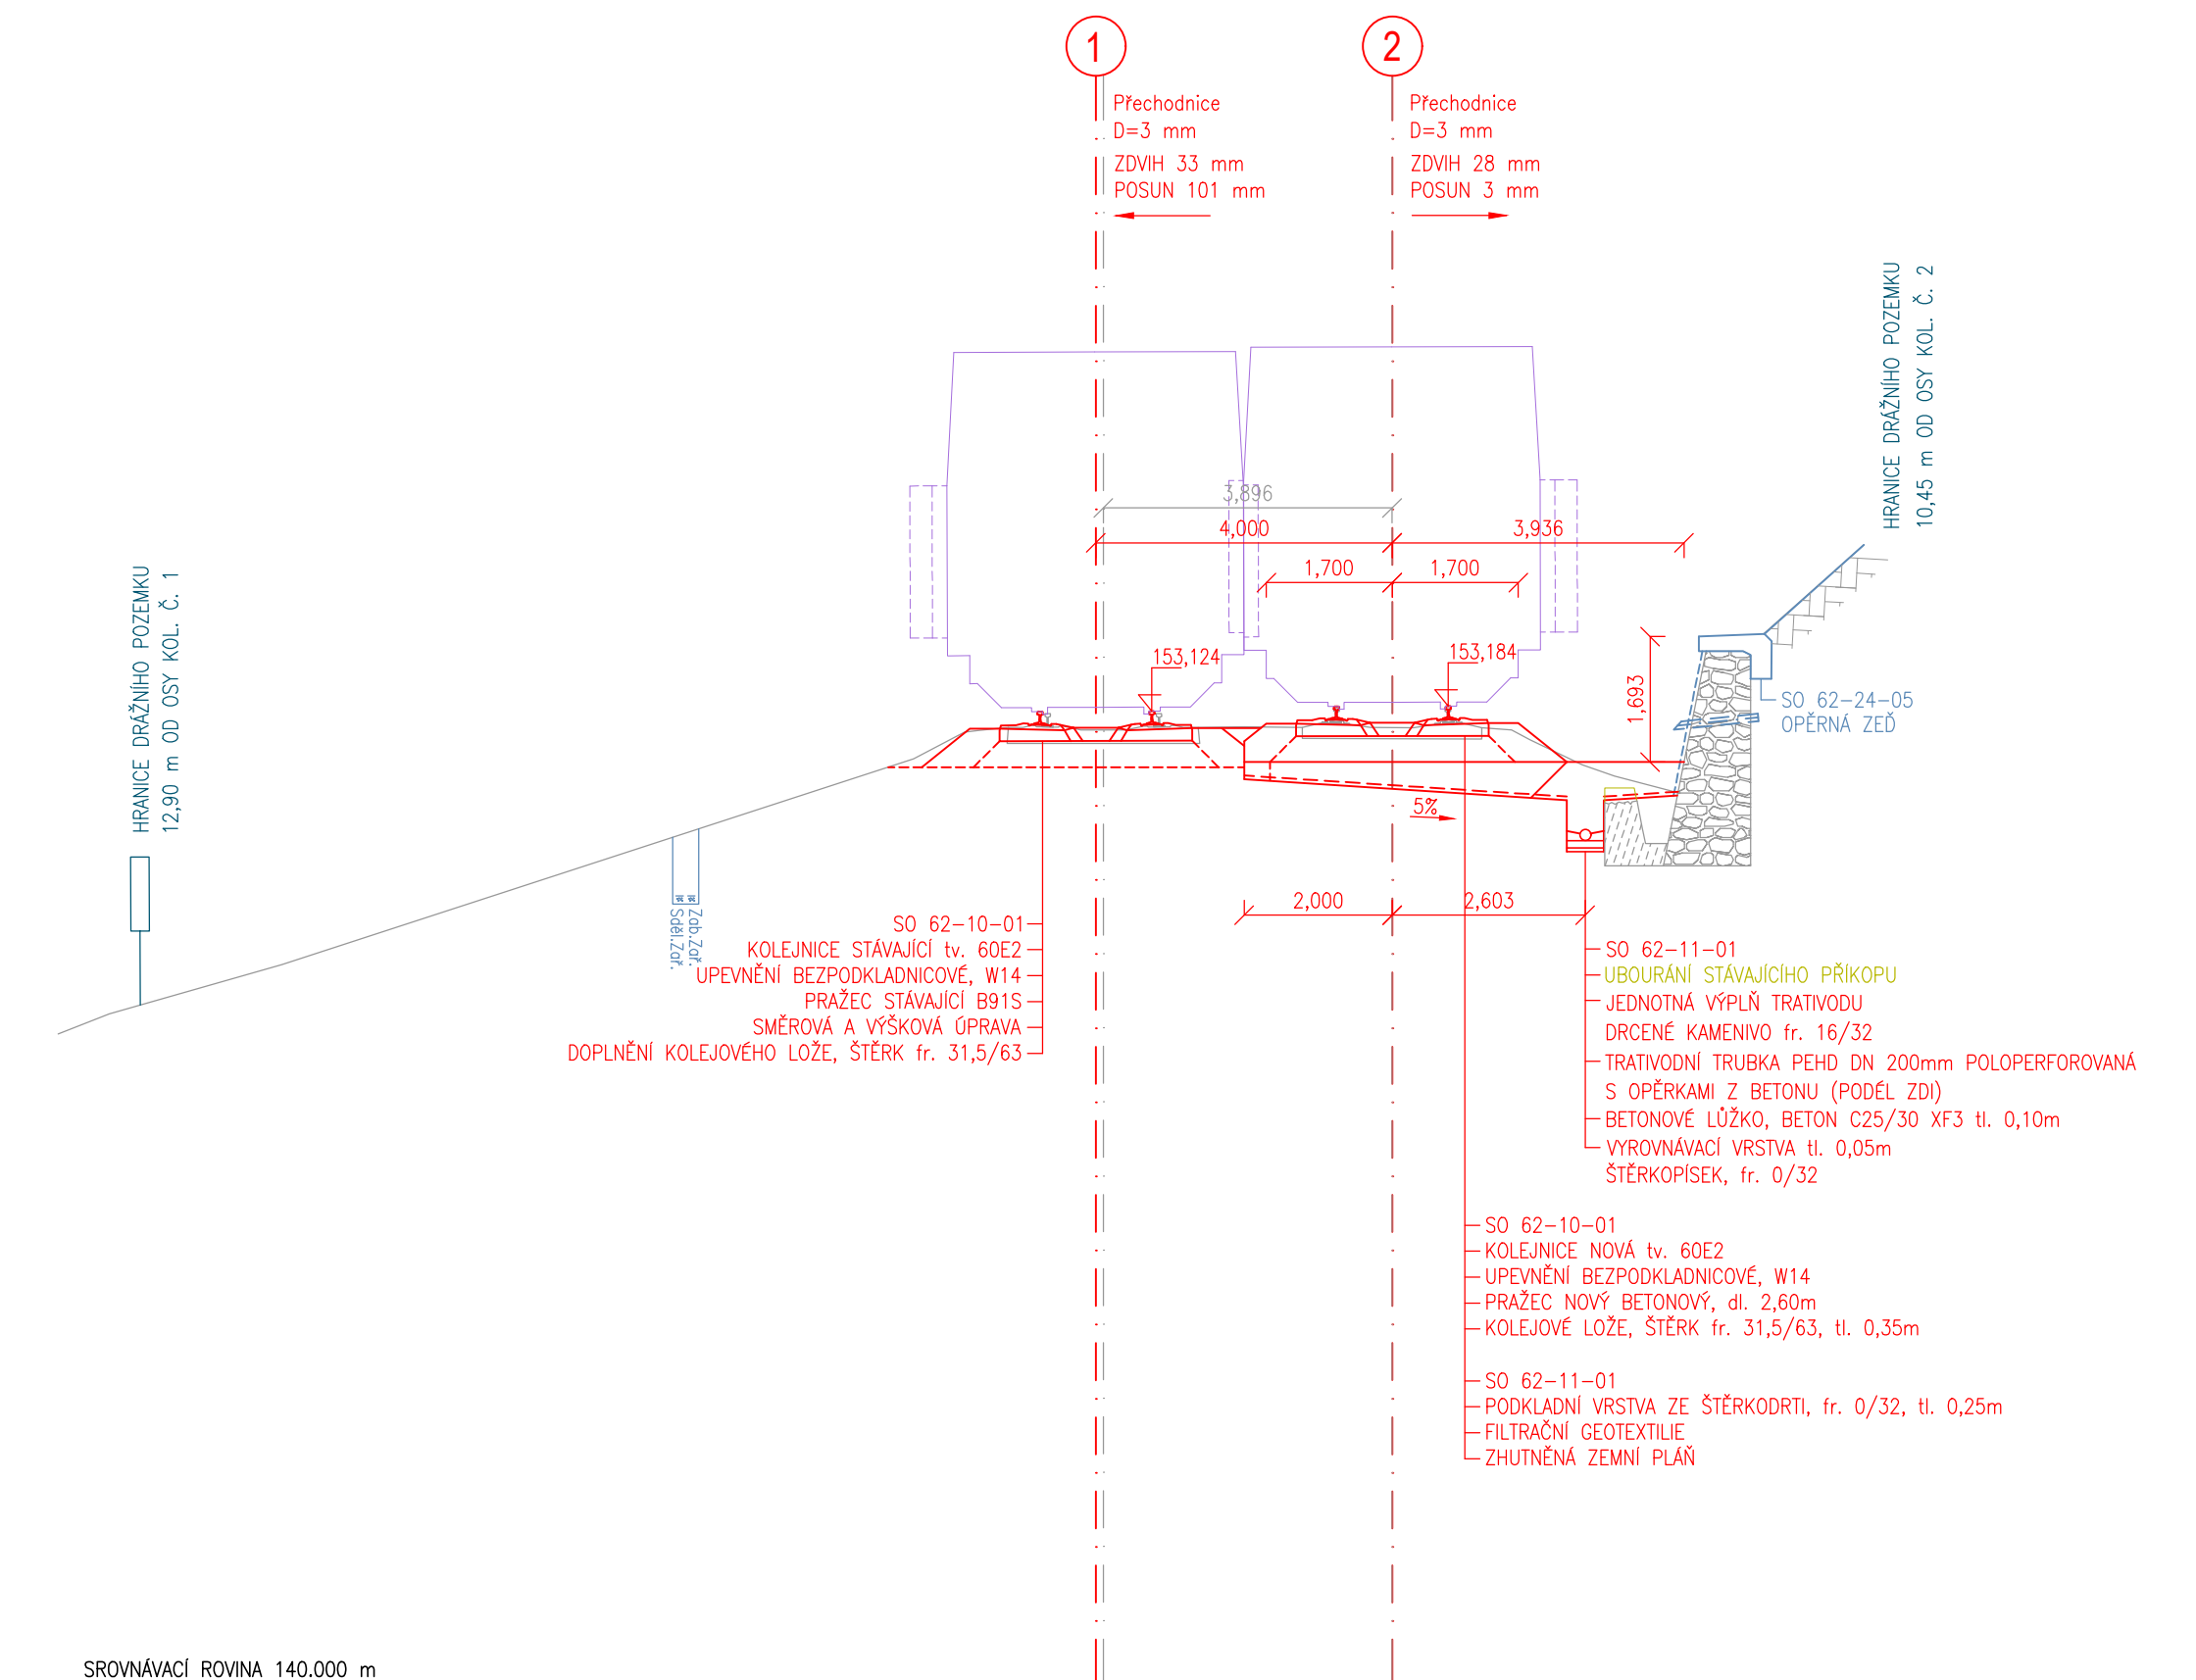 1
2
Přechodnice
D=3 mm
ZDVIH 33 mm
POSUN 101 mm
Přechodnice
D=3 mm
ZDVIH 28 mm
POSUN 3 mm
HRANICE DRÁŽNÍHO POZEMKU
10,45 m OD OSY KOL. Č. 2
3,896
4,000
3,936
1,700
1,700
HRANICE DRÁŽNÍHO POZEMKU
12,90 m OD OSY KOL. Č. 1
153,124
153,184
1,693
SO 62-24-05
OPĚRNÁ ZEĎ
5%
2,000
2,603
Zab.Zař.
Sděl.Zař.
SO 62-10-01
KOLEJNICE STÁVAJÍCÍ tv. 60E2
UPEVNĚNÍ BEZPODKLADNICOVÉ, W14
PRAŽEC STÁVAJÍCÍ B91S
SMĚROVÁ A VÝŠKOVÁ ÚPRAVA
DOPLNĚNÍ KOLEJOVÉHO LOŽE, ŠTĚRK fr. 31,5/63
SO 62-11-01
UBOURÁNÍ STÁVAJÍCÍHO PŘÍKOPU
JEDNOTNÁ VÝPLŇ TRATIVODU
DRCENÉ KAMENIVO fr. 16/32
TRATIVODNÍ TRUBKA PEHD DN 200mm POLOPERFOROVANÁ
S OPĚRKAMI Z BETONU (PODÉL ZDI)
BETONOVÉ LŮŽKO, BETON C25/30 XF3 tl. 0,10m
VYROVNÁVACÍ VRSTVA tl. 0,05m
ŠTĚRKOPÍSEK, fr. 0/32
SO 62-10-01
KOLEJNICE NOVÁ tv. 60E2
UPEVNĚNÍ BEZPODKLADNICOVÉ, W14
PRAŽEC NOVÝ BETONOVÝ, dl. 2,60m
KOLEJOVÉ LOŽE, ŠTĚRK fr. 31,5/63, tl. 0,35m
SO 62-11-01
PODKLADNÍ VRSTVA ZE ŠTĚRKODRTI, fr. 0/32, tl. 0,25m
FILTRAČNÍ GEOTEXTILIE
ZHUTNĚNÁ ZEMNÍ PLÁŇ
SROVNÁVACÍ ROVINA 140.000 m